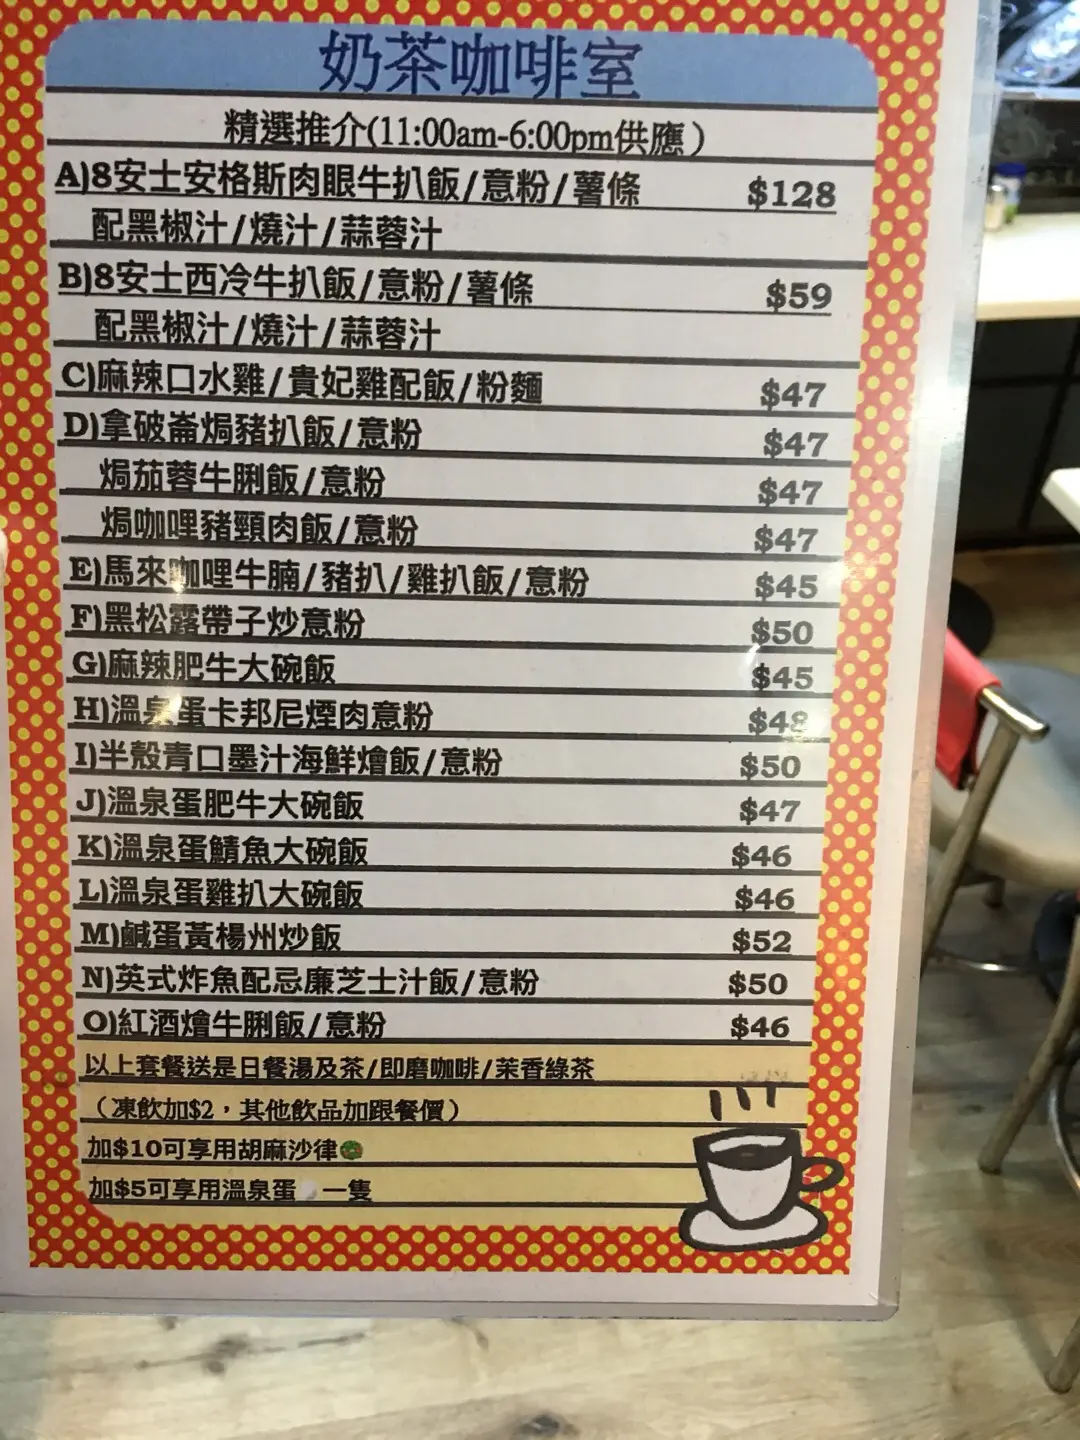 奶茶咖啡室
精選推介(11:00am-6:00pm供應)
A)8安士安格斯肉眼牛扒飯/意粉/薯條 $128
配黑椒汁/燒汁/蒜蓉汁
B)8安士西冷牛扒飯/意粉/薯條 $59
配黑椒汁/燒汁/蒜蓉汁
C)麻辣口水雞/貴妃雞配飯/粉麵 $47
D)拿破崙焗豬扒飯/意粉 $47
焗茄蓉牛脷飯/意粉 $47
焗咖哩豬頸肉飯/意粉 $47
E)馬來咖哩牛腩/豬扒/雞扒飯/意粉 $45
F)黑松露帶子炒意粉 $50
G)麻辣肥牛大碗飯 $45
H)溫泉蛋卡邦尼煙肉意粉 $48
I)半殼青口墨汁海鮮燴飯/意粉 $50
J)溫泉蛋肥牛大碗飯 $47
K)溫泉蛋鯖魚大碗飯 $46
L)溫泉蛋雞扒大碗飯 $46
M)鹹蛋黃楊州炒飯 $52
N)英式炸魚配忌廉芝士汁飯/意粉 $50
O)紅酒燴牛脷飯/意粉 $46
以上套餐送是日餐湯及茶/即磨咖啡/茉香綠茶
（凍飲加$2，其他飲品加跟餐價）
加$10可享用胡麻沙律
加$5可享用溫泉蛋 一隻